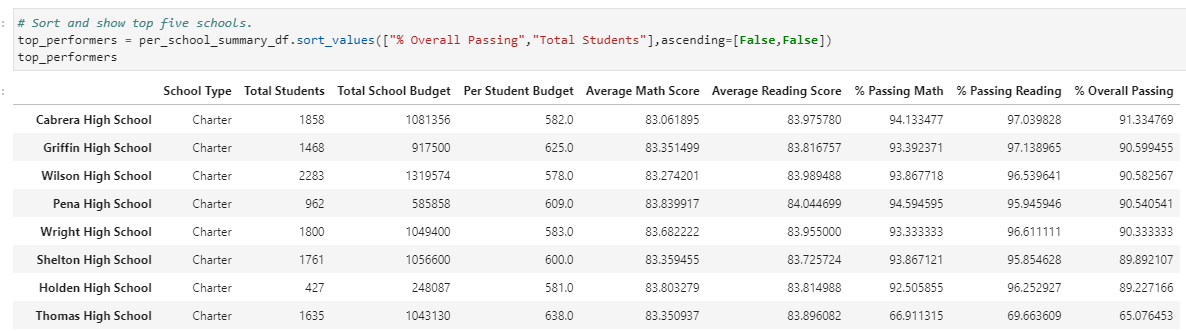 :
# Sort and show top five schools.
top_performers = per_school_summary_df.sort_values(["% Overall Passing","Total Students"],ascending=[False,False])
top_performers
:
School Type Total Students Total School Budget Per Student Budget Average Math Score Average Reading Score % Passing Math % Passing Reading % Overall Passing
Cabrera High School Charter 1858 1081356 582.0 83.061895 83.975780 94.133477 97.039828 91.334769
Griffin High School Charter 1468 917500 625.0 83.351499 83.816757 93.392371 97.138965 90.599455
Wilson High School Charter 2283 1319574 578.0 83.274201 83.989488 93.867718 96.539641 90.582567
Pena High School Charter 962 585858 609.0 83.839917 84.044699 94.594595 95.945946 90.540541
Wright High School Charter 1800 1049400 583.0 83.682222 83.955000 93.333333 96.611111 90.333333
Shelton High School Charter 1761 1056600 600.0 83.359455 83.725724 93.867121 95.854628 89.892107
Holden High School Charter 427 248087 581.0 83.803279 83.814988 92.505855 96.252927 89.227166
Thomas High School Charter 1635 1043130 638.0 83.350937 83.896082 66.911315 69.663609 65.076453